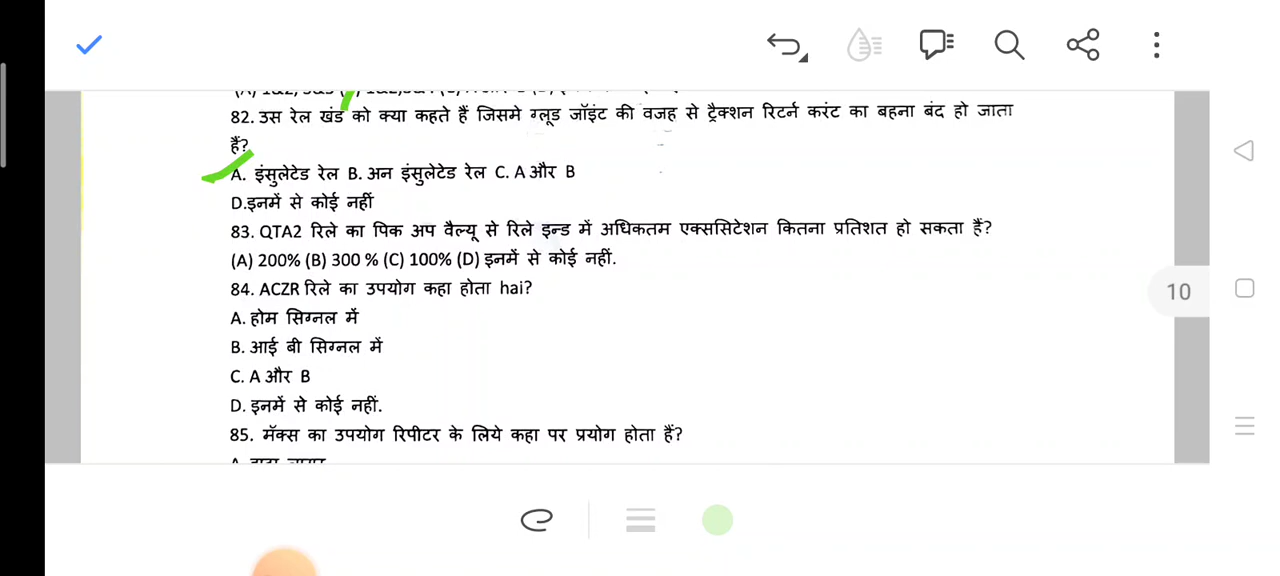 82. उस रेल खंड को क्या कहते हैं जिसमे ग्लूड जॉइंट की वजह से ट्रैक्शन रिटर्न करंट का बहना बंद हो जाता
हैं?
A. इंसुलेटेड रेल B. अन इंसुलेटेड रेल C. A और B
D.इनमें से कोई नहीं
83. QTA2 रिले का पिक अप वैल्यू से रिले इन्ड में अधिकतम एक्ससिटेशन कितना प्रतिशत हो सकता हैं?
(A) 200% (B) 300 % (C) 100% (D) इनमें से कोई नहीं.
84. ACZR रिले का उपयोग कहा होता hai?
A. होम सिग्नल में
B. आई बी सिग्नल में
10
C. A और B
D. इनमें से कोई नहीं.
85. मॅक्स का उपयोग रिपीटर के लिये कहा पर प्रयोग होता हैं?